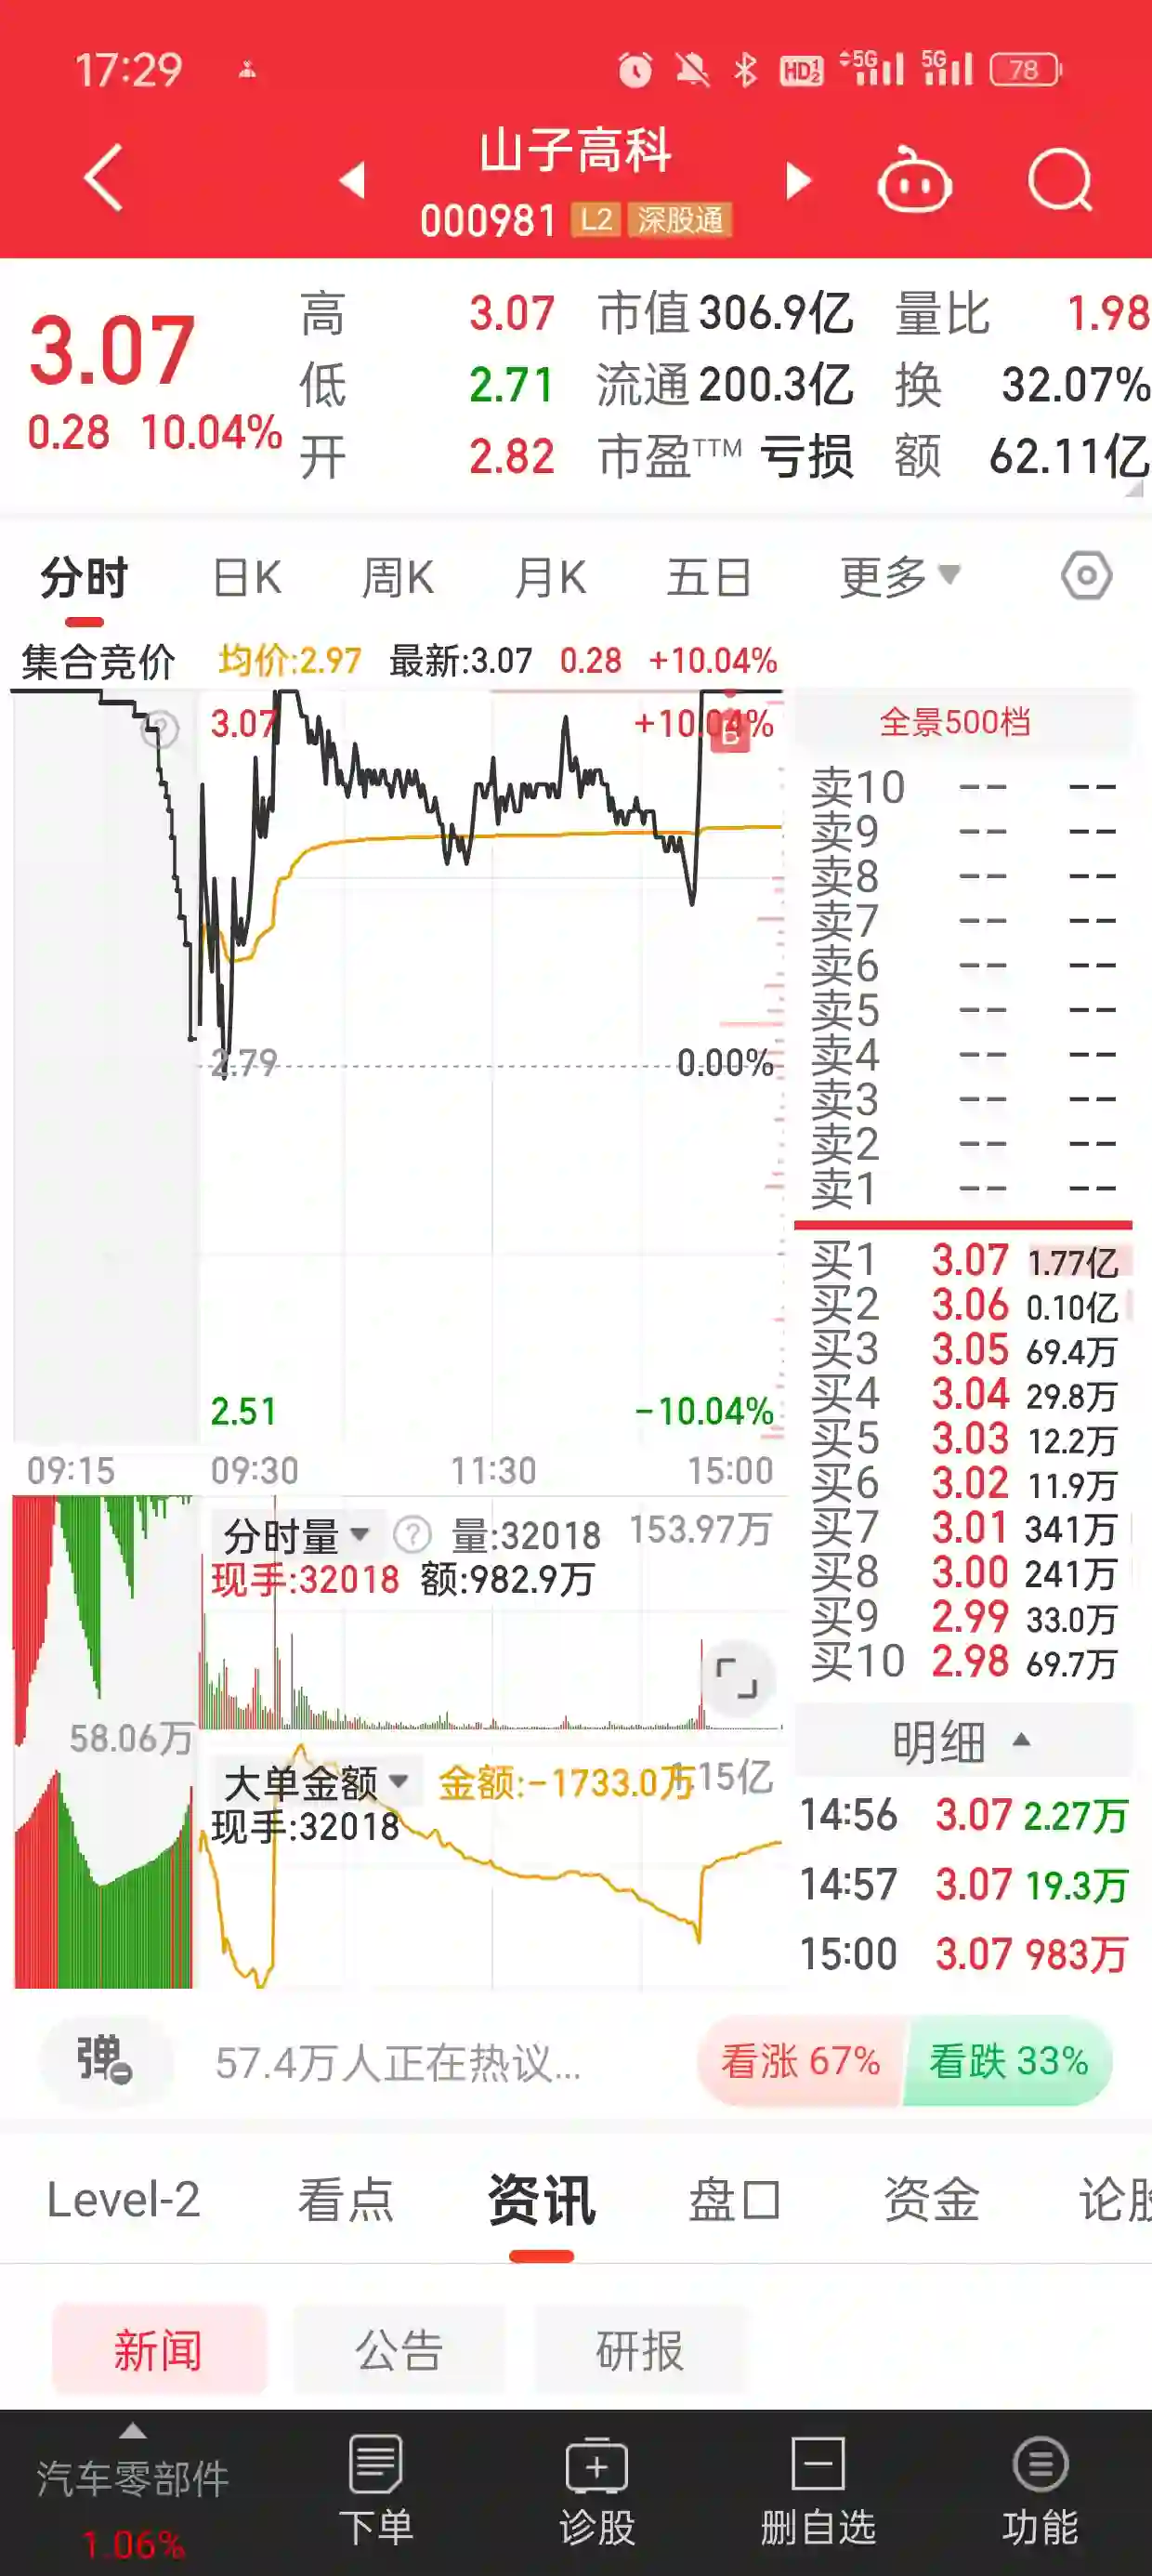 17:29
HD 1 2 5G 5G 78
山子高科
000981 L2 深股通
3.07
0.28 10.04%
高 3.07 市值 306.9亿 量比 1.98
低 2.71 流通 200.3亿 换 32.07%
开 2.82 市盈TTM 亏损 额 62.11亿
分时 日K 周K 月K 五日 更多
集合竞价 均价:2.97 最新:3.07 0.28 +10.04%
3.07 +10.04%
B
2.79 0.00%
2.51 -10.04%
09:15 09:30 11:30 15:00
分时量 ? 量:32018 153.97万
现手:32018 额:982.9万
58.06万
大单金额 金额:-1733.0万 15亿
现手:32018
全景500档
卖10 -- --
卖9 -- --
卖8 -- --
卖7 -- --
卖6 -- --
卖5 -- --
卖4 -- --
卖3 -- --
卖2 -- --
卖1 -- --
买1 3.07 1.77亿
买2 3.06 0.10亿
买3 3.05 69.4万
买4 3.04 29.8万
买5 3.03 12.2万
买6 3.02 11.9万
买7 3.01 341万
买8 3.00 241万
买9 2.99 33.0万
买10 2.98 69.7万
明细
14:56 3.07 2.27万
14:57 3.07 19.3万
15:00 3.07 983万
弹 57.4万人正在热议... 看涨 67% 看跌 33%
Level-2 看点 资讯 盘口 资金 论股
新闻 公告 研报
汽车零部件
1.06%
下单 诊股 删自选 功能